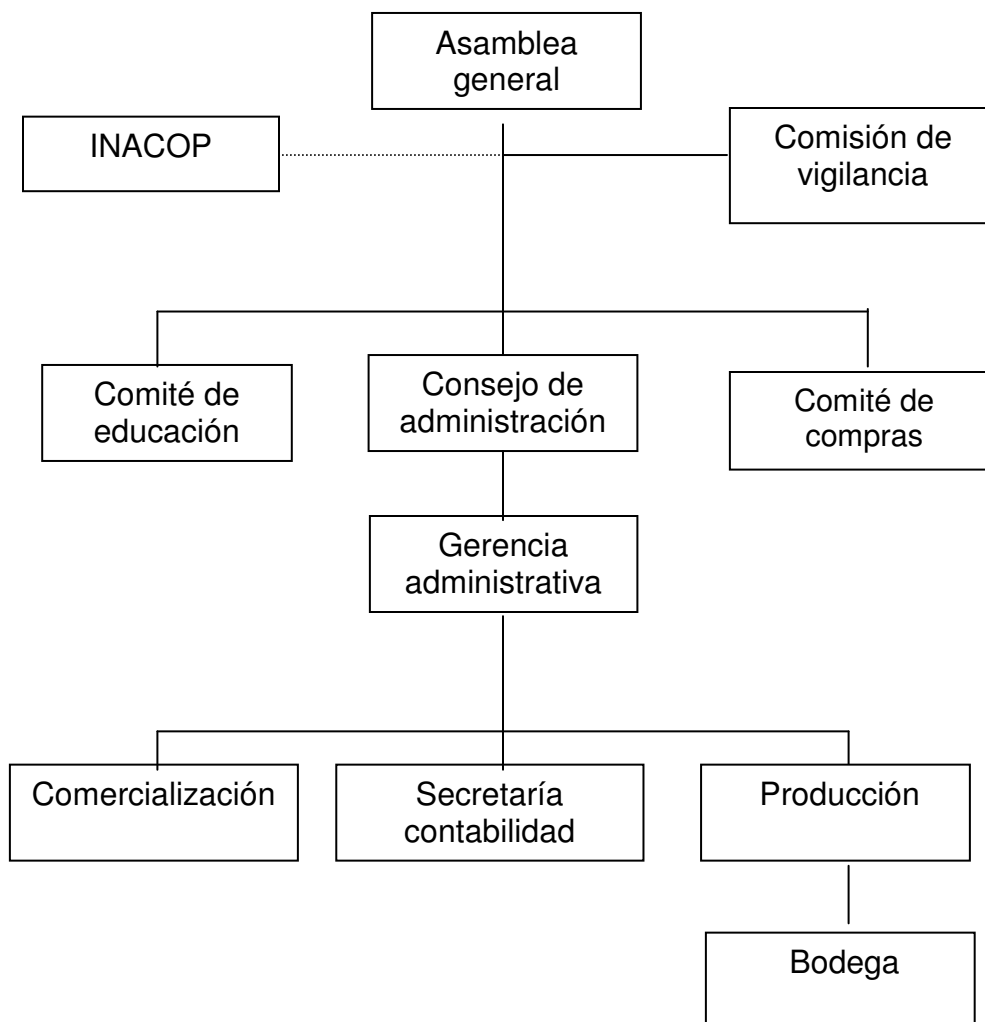 Asamblea
general
INACOP
Comisión de
vigilancia
Comité de
educación
Consejo de
administración
Comité de
compras
Gerencia
administrativa
Comercialización
Secretaría
contabilidad
Producción
Bodega